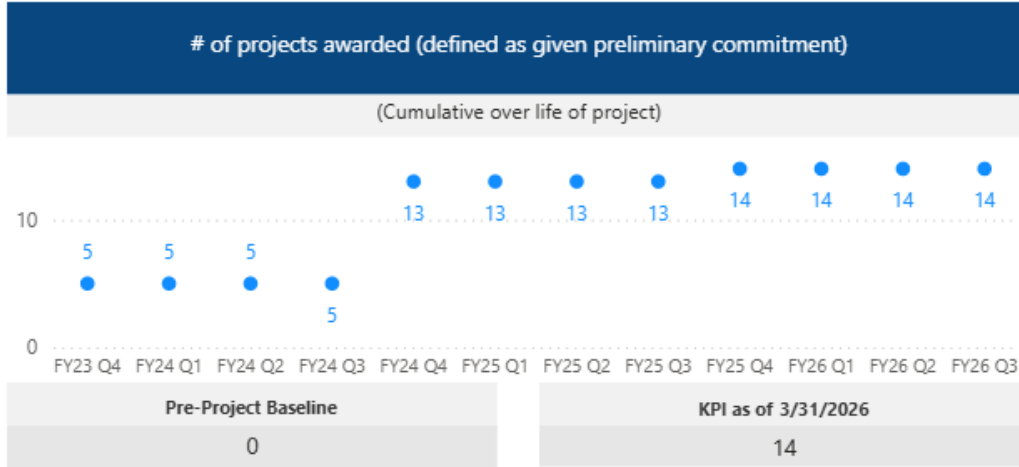 # of projects awarded (defined as given preliminary commitment)
(Cumulative over life of project)
13 13 13 13 14 14 14 14
10
5 5 5
5
0
FY23 Q4 FY24 Q1 FY24 Q2 FY24 Q3 FY24 Q4 FY25 Q1 FY25 Q2 FY25 Q3 FY25 Q4 FY26 Q1 FY26 Q2 FY26 Q3
Pre-Project Baseline KPI as of 3/31/2026
0 14